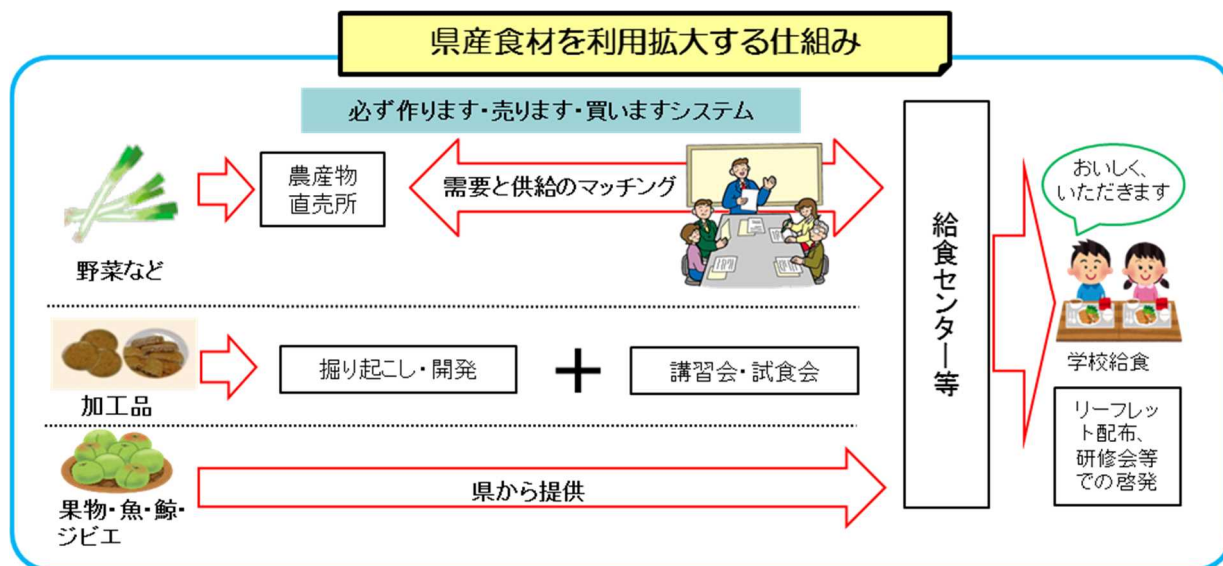 県産食材を利用拡大する仕組み
必ず作ります・売ります・買いますシステム
農産物
直売所
需要と供給のマッチング
野菜など
掘り起こし・開発
＋
講習会・試食会
加工品
県から提供
果物・魚・鯨・
ジビエ
給食センター等
おいしく、
いただきます
学校給食
リーフレッ
ト配布、
研修会等
での啓発